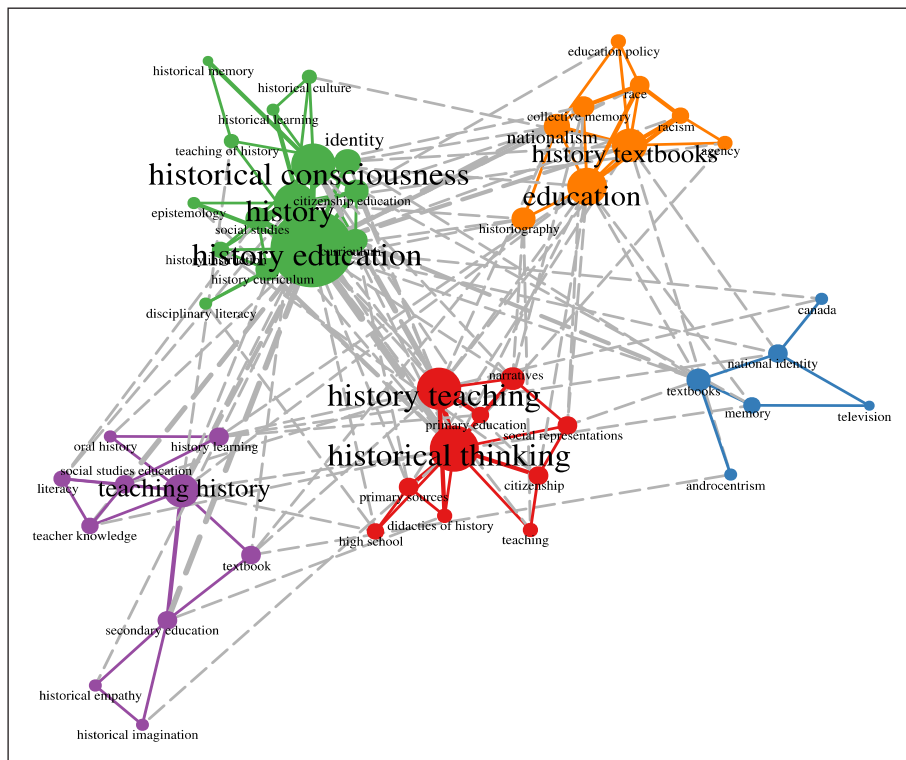 historical memory
historical culture
historical learning
teaching of history
identity
historical consciousness
epistemology
citizenship education
history
social studies
history education
curriculum
history instruction
history curriculum
disciplinary literacy
education policy
race
collective memory
racism
nationalism
history textbooks
agency
education
historiography
canada
national identity
textbooks
memory
television
androcentrism
narratives
history teaching
primary education
social representations
historical thinking
citizenship
primary sources
didactics of history
high school
teaching
oral history
history learning
social studies education
literacy
teaching history
teacher knowledge
textbook
secondary education
historical empathy
historical imagination